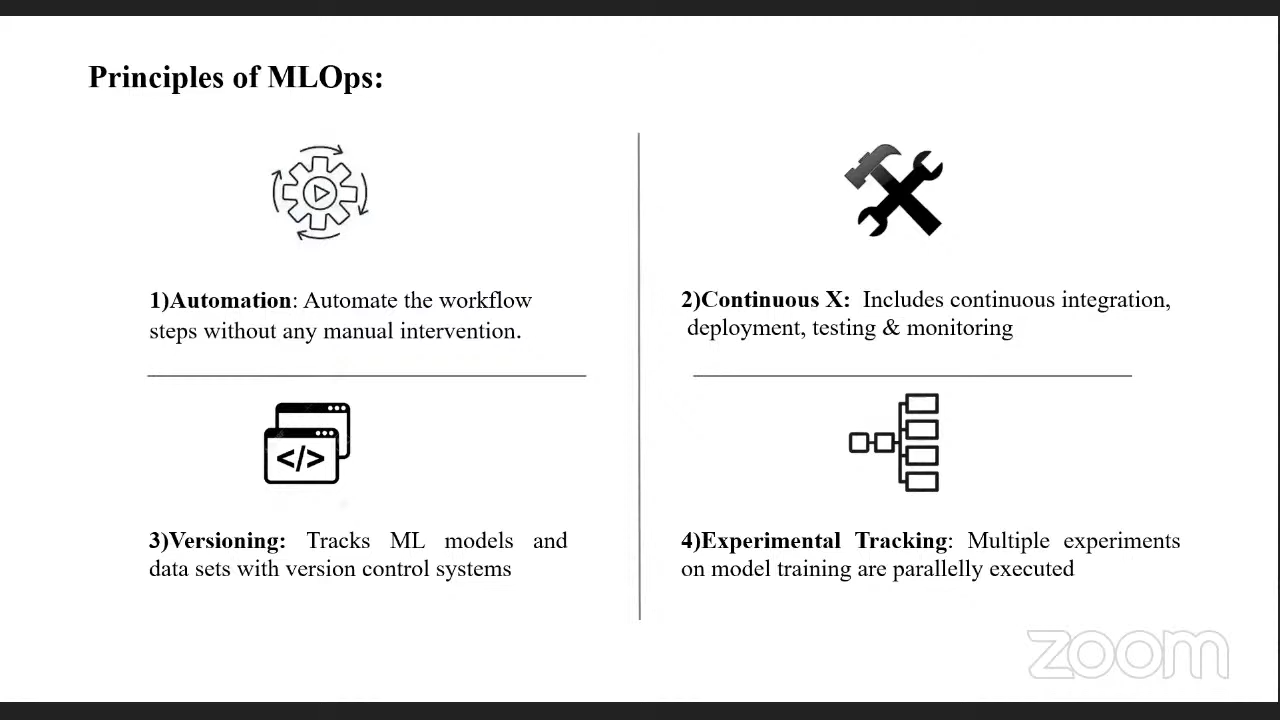 Principles of MLOps:
1)Automation: Automate the workflow
steps without any manual intervention.
2)Continuous X: Includes continuous integration,
deployment, testing & monitoring
</>
3)Versioning: Tracks ML models and
data sets with version control systems
4)Experimental Tracking: Multiple experiments
on model training are parallelly executed
zoom